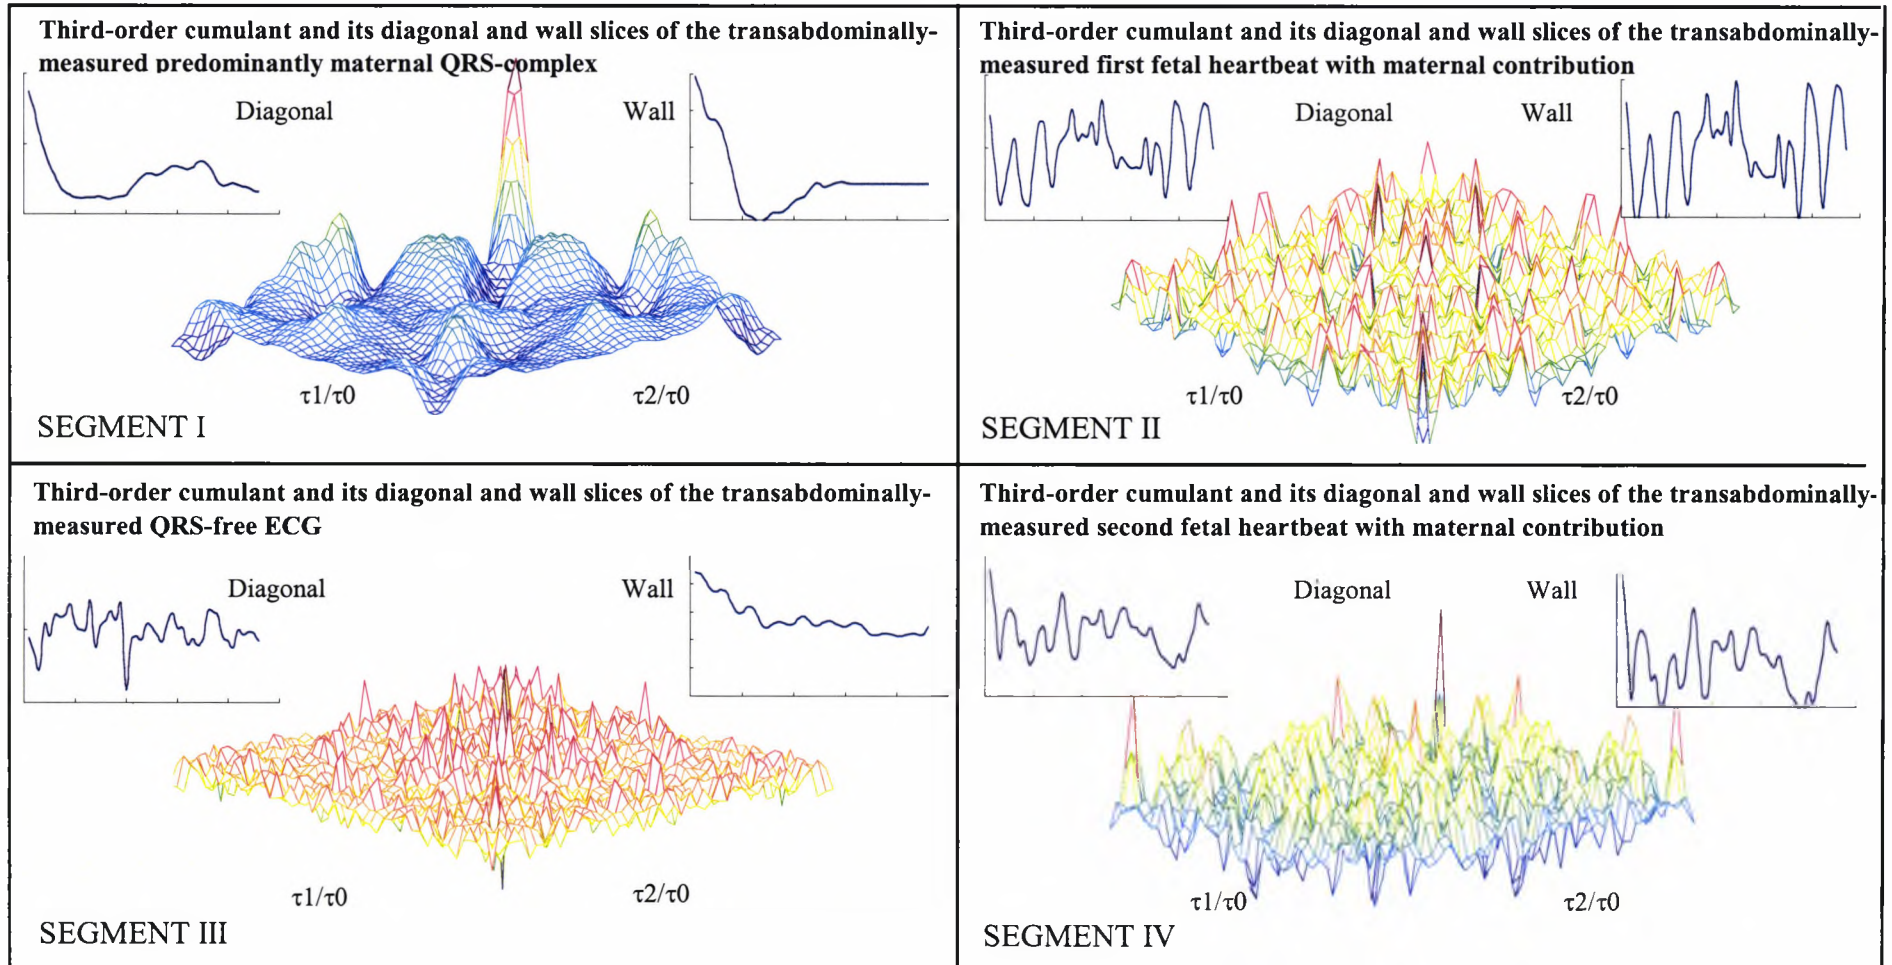 Third-order cumulant and its diagonal and wall slices of the transabdominally-
measured predominantly maternal QRS-complex
Diagonal
Wall
τ1/τ0
τ2/τ0
SEGMENT I
Third-order cumulant and its diagonal and wall slices of the transabdominally-
measured first fetal heartbeat with maternal contribution
Diagonal
Wall
τ1/τ0
τ2/τ0
SEGMENT II
Third-order cumulant and its diagonal and wall slices of the transabdominally-
measured QRS-free ECG
Diagonal
Wall
τ1/τ0
τ2/τ0
SEGMENT III
Third-order cumulant and its diagonal and wall slices of the transabdominally-
measured second fetal heartbeat with maternal contribution
Diagonal
Wall
τ1/τ0
τ2/τ0
SEGMENT IV